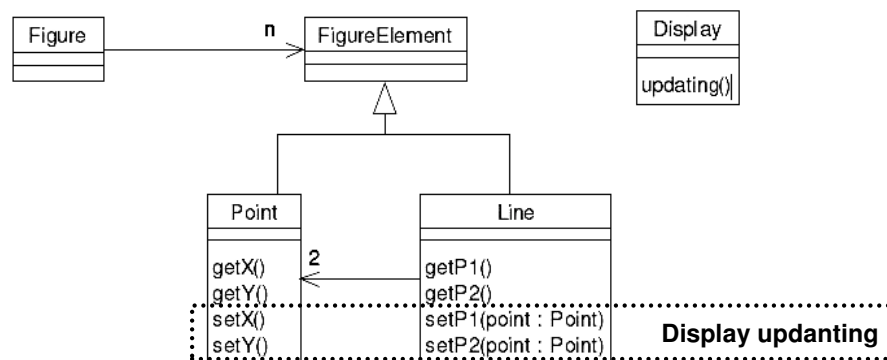 Figure
n
FigureElement
Display
updating()
Point
Line
2
getX()
getY()
setX()
setY()
getP1()
getP2()
setP1(point : Point)
setP2(point : Point)
Display updanting